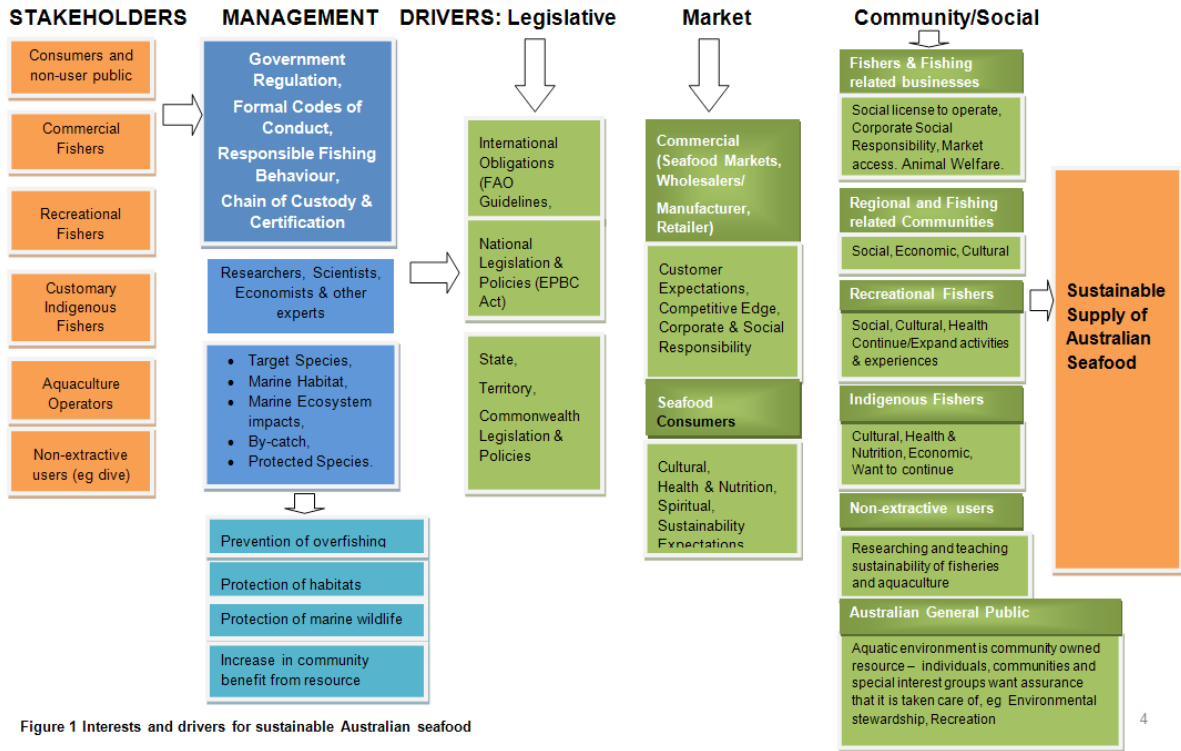 STAKEHOLDERS
MANAGEMENT
DRIVERS: Legislative
Market
Community/Social
Consumers and
non-user public
Commercial
Fishers
Recreational
Fishers
Customary
Indigenous
Fishers
Aquaculture
Operators
Non-extractive
users (eg dive)
Government
Regulation,
Formal Codes of
Conduct,
Responsible Fishing
Behaviour,
Chain of Custody &
Certification
Researchers, Scientists,
Economists & other
experts
• Target Species,
• Marine Habitat,
• Marine Ecosystem
impacts,
• By-catch,
• Protected Species.
Prevention of overfishing
Protection of habitats
Protection of marine wildlife
Increase in community
benefit from resource
International
Obligations (FAO
Guidelines,
National
Legislation &
Policies (EPBC
Act)
State,
Territory,
Commonwealth
Legislation &
Policies
Commercial
(Seafood Markets,
Wholesalers/
Manufacturer,
Retailer)
Customer
Expectations,
Competitive Edge,
Corporate & Social
Responsibility
Seafood
Consumers
Cultural,
Health & Nutrition,
Spiritual,
Sustainability
Expectations
Fishers & Fishing
related businesses
Social license to operate,
Corporate Social
Responsibility, Market
access. Animal Welfare.
Regional and Fishing
related Communities
Social, Economic, Cultural
Recreational Fishers
Social, Cultural, Health
Continue/Expand activities
& experiences
Indigenous Fishers
Cultural, Health &
Nutrition, Economic,
Want to continue
Non-extractive users
Researching and teaching
sustainability of fisheries
and aquaculture
Australian General Public
Aquatic environment is community owned
resource – individuals, communities and
special interest groups want assurance
that it is taken care of, eg Environmental
stewardship, Recreation
Sustainable
Supply of
Australian
Seafood
Figure 1 Interests and drivers for sustainable Australian seafood
4